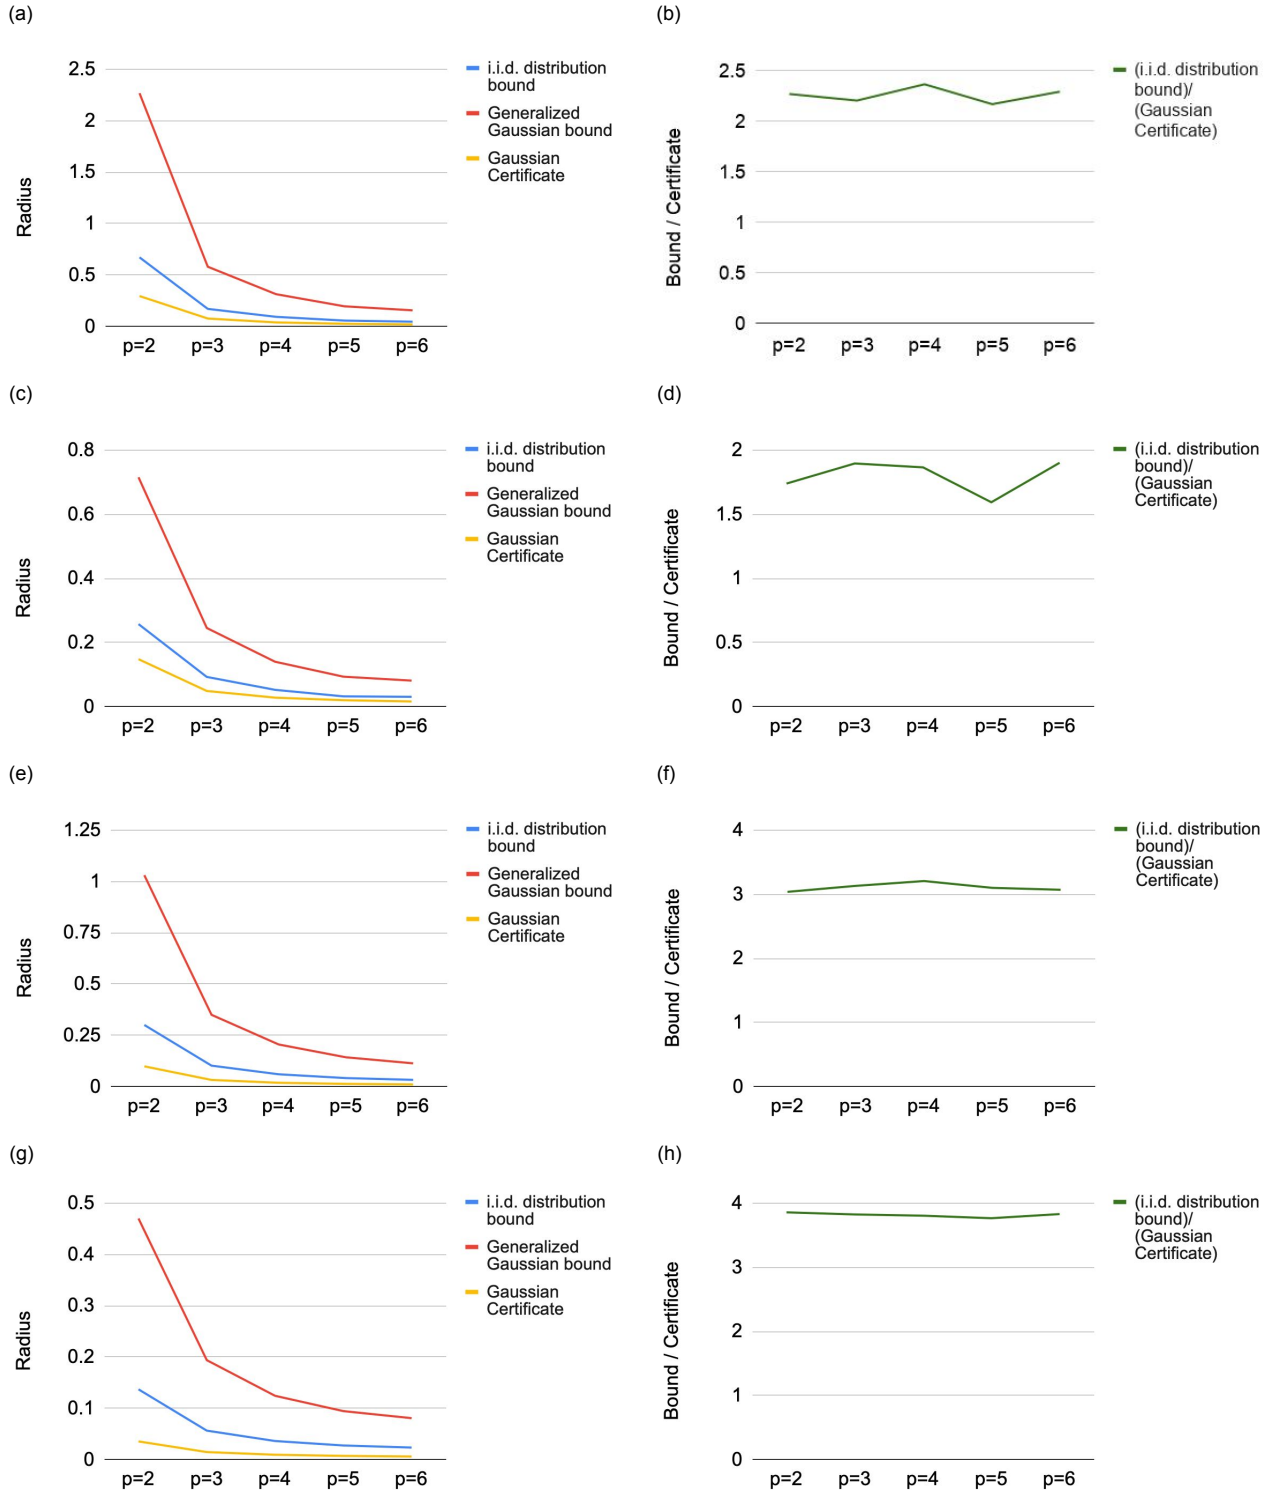 (a)
2.5
2
1.5
1
0.5
0
Radius
p=2 p=3 p=4 p=5 p=6
i.i.d. distribution
bound
Generalized
Gaussian bound
Gaussian
Certificate
(b)
2.5
2
1.5
1
0.5
0
Bound / Certificate
p=2 p=3 p=4 p=5 p=6
(i.i.d. distribution
bound)/
(Gaussian
Certificate)
(c)
0.8
0.6
0.4
0.2
0
Radius
p=2 p=3 p=4 p=5 p=6
i.i.d. distribution
bound
Generalized
Gaussian bound
Gaussian
Certificate
(d)
2
1.5
1
0.5
0
Bound / Certificate
p=2 p=3 p=4 p=5 p=6
(i.i.d. distribution
bound)/
(Gaussian
Certificate)
(e)
1.25
1
0.75
0.5
0.25
0
Radius
p=2 p=3 p=4 p=5 p=6
i.i.d. distribution
bound
Generalized
Gaussian bound
Gaussian
Certificate
(f)
4
3
2
1
0
Bound / Certificate
p=2 p=3 p=4 p=5 p=6
(i.i.d. distribution
bound)/
(Gaussian
Certificate)
(g)
0.5
0.4
0.3
0.2
0.1
0
Radius
p=2 p=3 p=4 p=5 p=6
i.i.d. distribution
bound
Generalized
Gaussian bound
Gaussian
Certificate
(h)
4
3
2
1
0
Bound / Certificate
p=2 p=3 p=4 p=5 p=6
(i.i.d. distribution
bound)/
(Gaussian
Certificate)